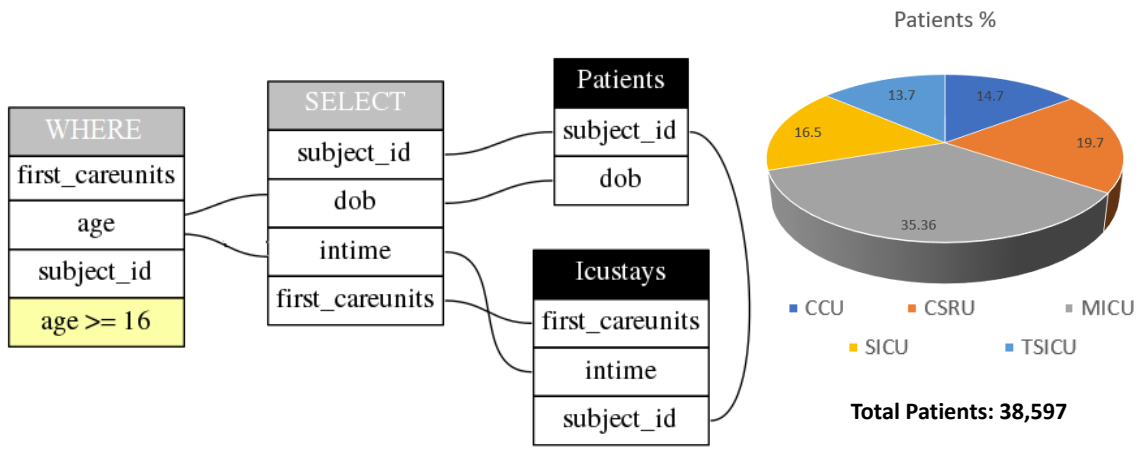 WHERE
first_careunits
age
subject_id
age >= 16
SELECT
subject_id
dob
intime
first_careunits
Patients
subject_id
dob
Icustays
first_careunits
intime
subject_id
Patients %
13.7
14.7
16.5
19.7
35.36
CCU
CSRU
MICU
SICU
TSICU
Total Patients: 38,597